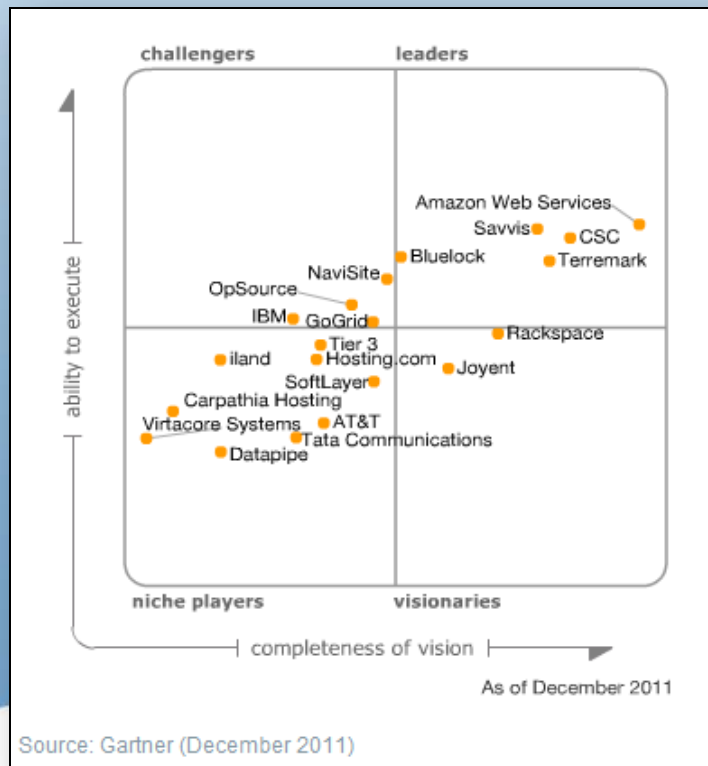 challengers
leaders
Amazon Web Services
Savvis
CSC
Bluelock
Terremark
NaviSite
OpSource
IBM
GoGrid
Rackspace
Tier 3
iland
Hosting.com
Joyent
SoftLayer
Carpathia Hosting
Virtacore Systems
AT&T
Tata Communications
Datapipe
ability to execute
niche players
visionaries
completeness of vision
As of December 2011
Source: Gartner (December 2011)